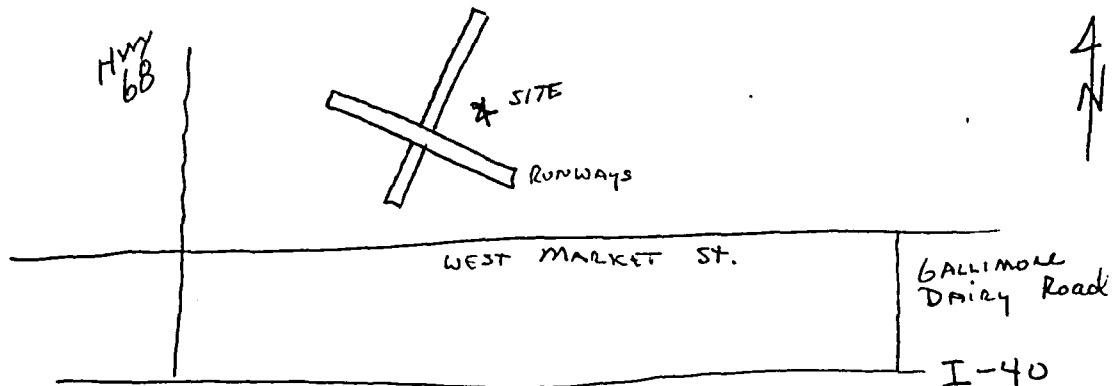 Hwy
68
SITE
N
RUNWAYS
WEST MARKET ST.
GALLIMORE
DAIRY Road
I-40